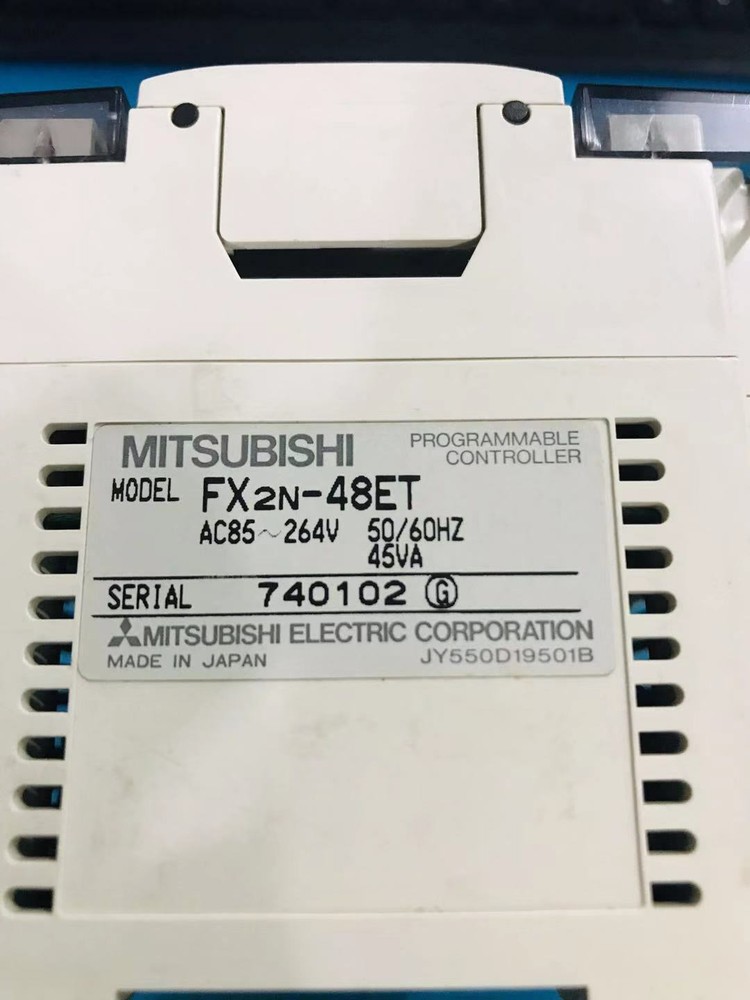 MITSUBISHI
PROGRAMMABLE
CONTROLLER
MODEL FX2N-48ET
AC85~264V 50/60HZ
45VA
SERIAL 740102 Ⓖ
MITSUBISHI ELECTRIC CORPORATION
MADE IN JAPAN JY550D19501B